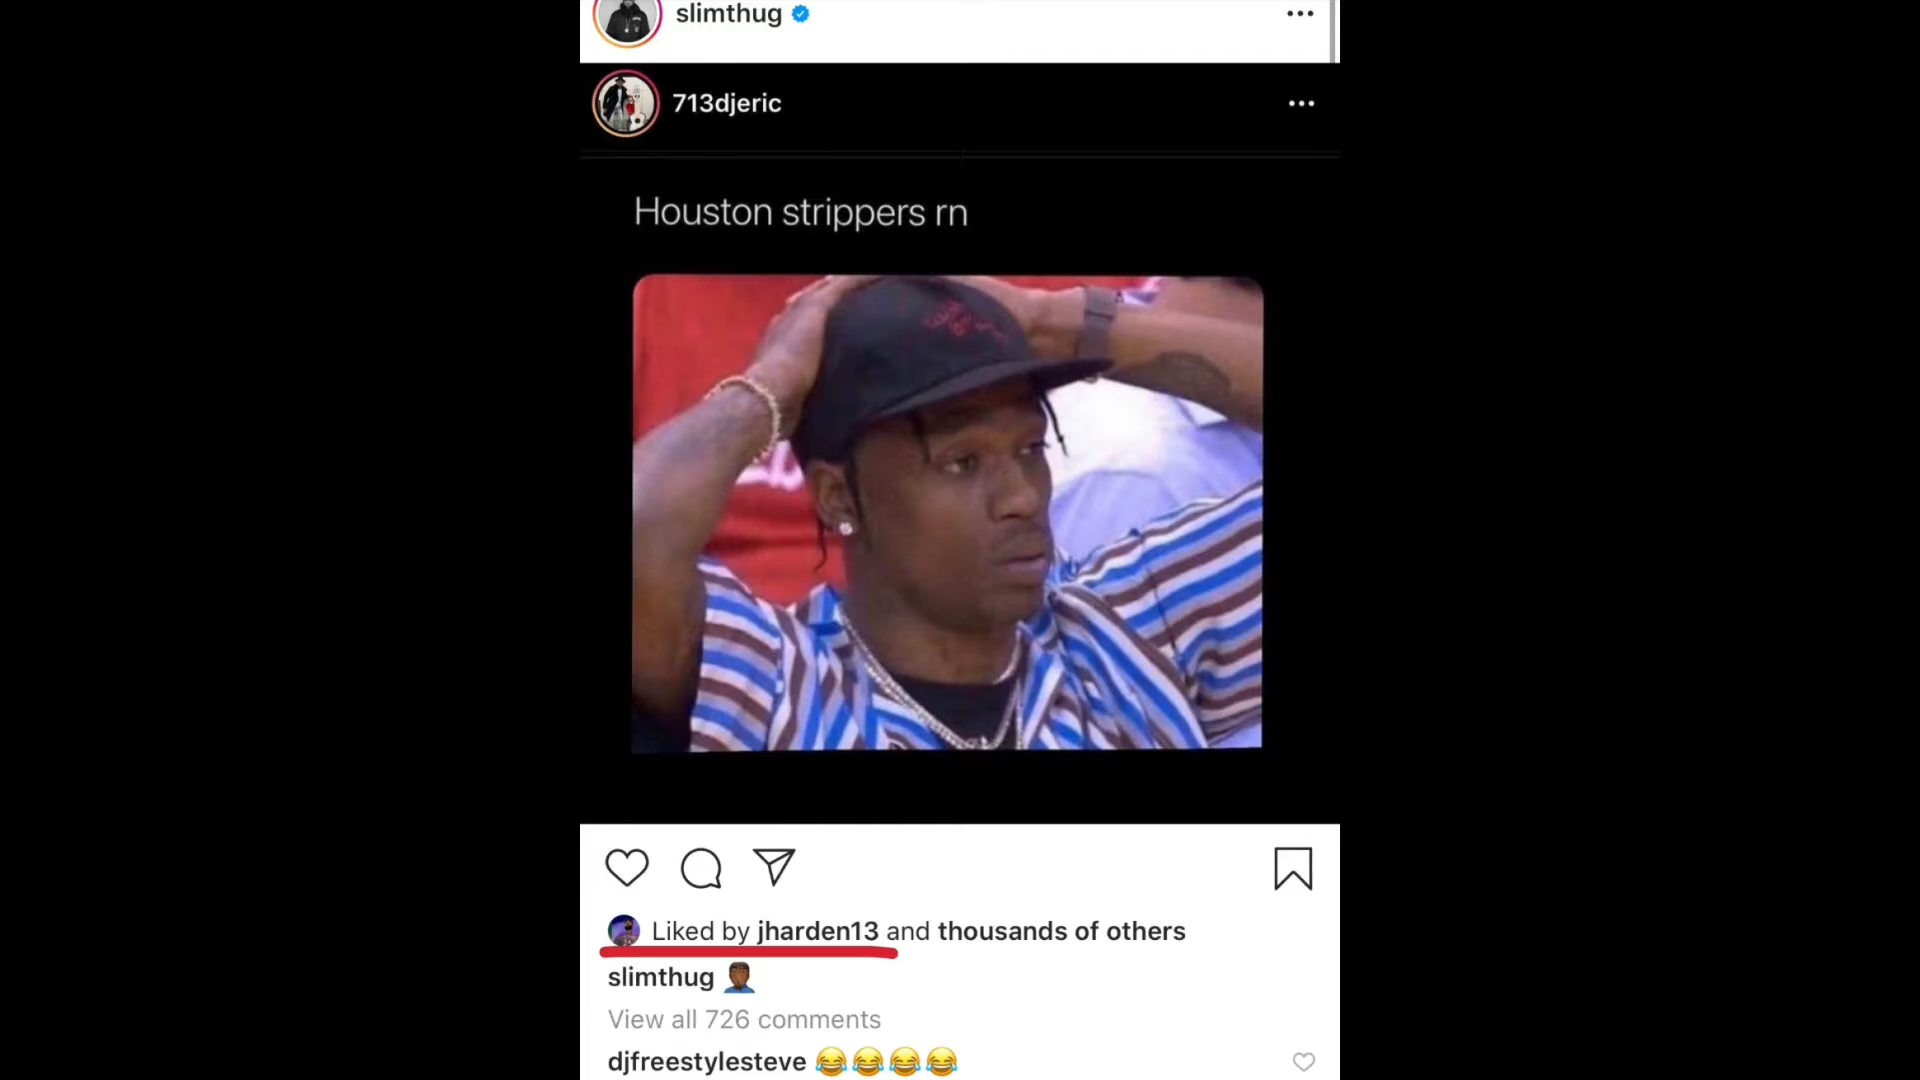 slimthug
713djeric
Houston strippers rn
Liked by jharden13 and thousands of others
slimthug 🤦🏾‍♂️
View all 726 comments
djfreestylesteve 😂😂😂😂